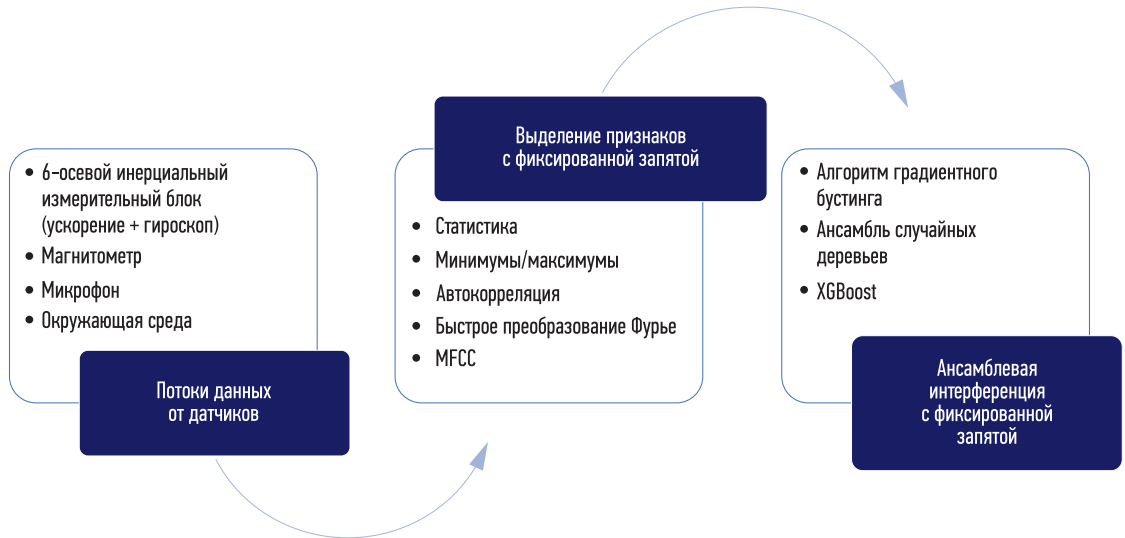 • 6-осевой инерциальный
измерительный блок
(ускорение + гироскоп)
• Магнитометр
• Микрофон
• Окружающая среда
Потоки данных
от датчиков
Выделение признаков
с фиксированной запятой
• Статистика
• Минимумы/максимумы
• Автокорреляция
• Быстрое преобразование Фурье
• MFCC
• Алгоритм градиентного
бустинга
• Ансамбль случайных
деревьев
• XGBoost
Ансамблевая
интерференция
с фиксированной
запятой